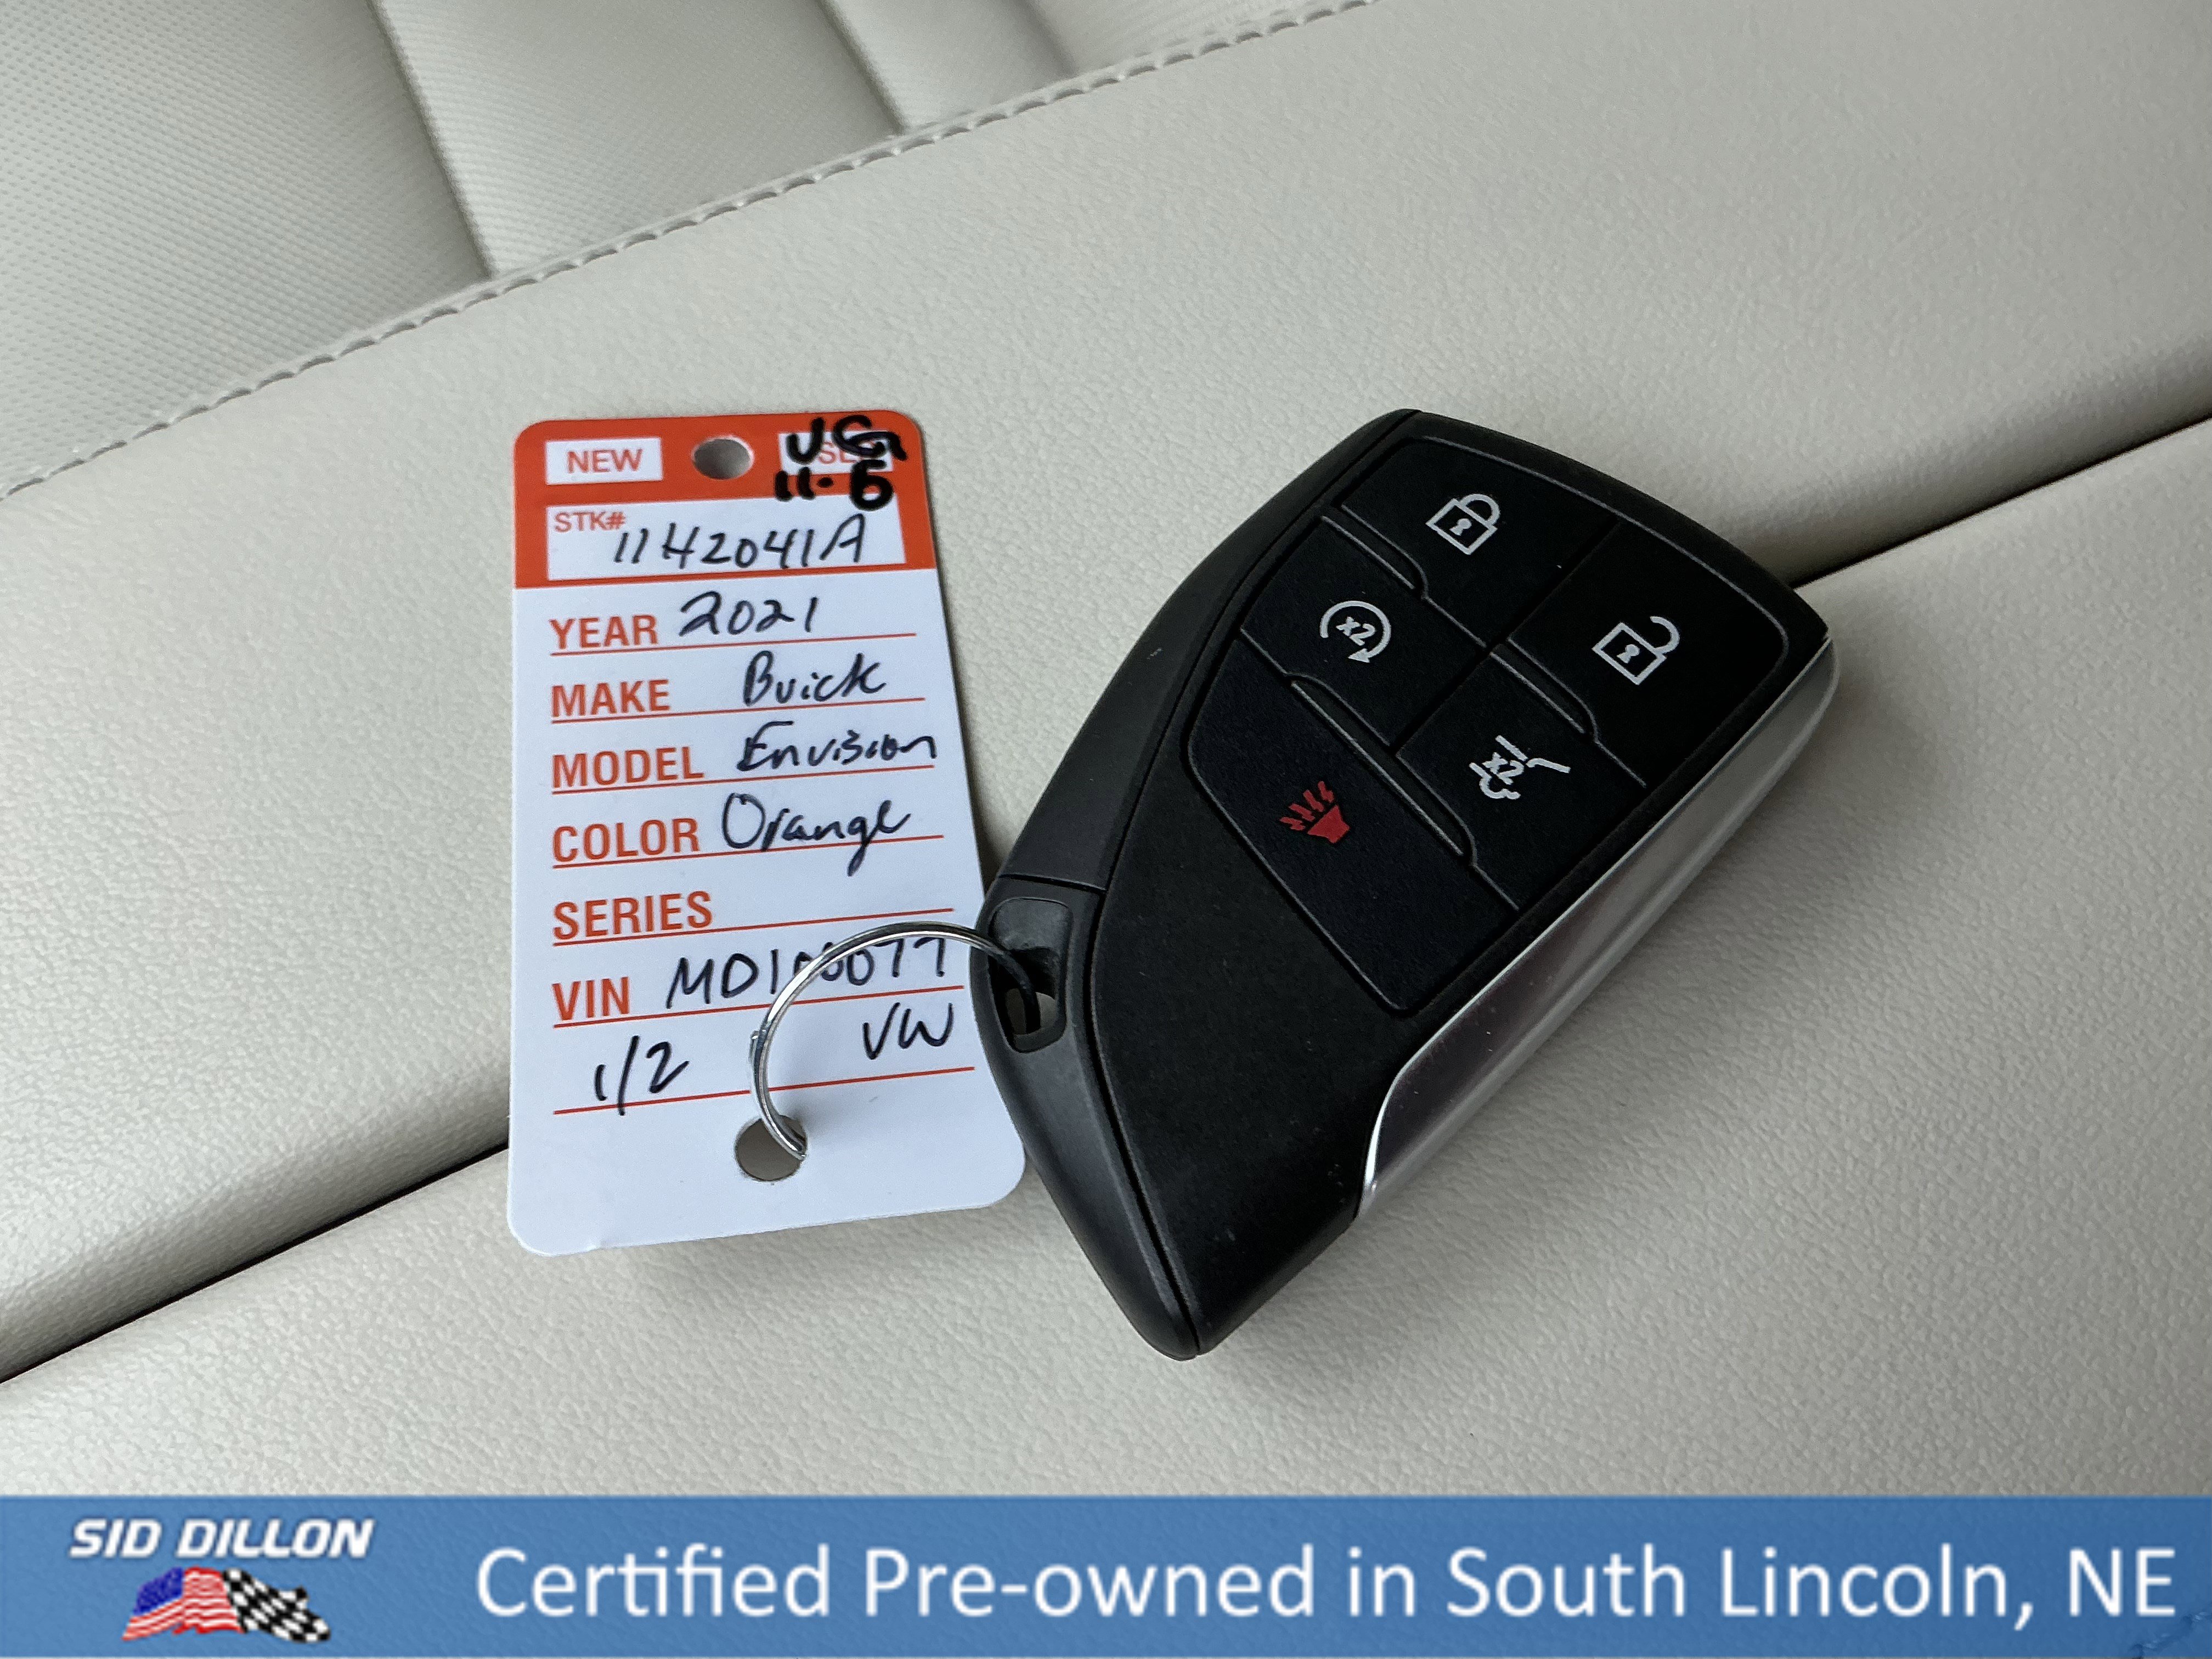 NEW
UG
11-6
STK# 11H2041A
YEAR 2021
MAKE Buick
MODEL Envision
COLOR Orange
SERIES
VIN
1/2 VW
x2
x2
SID DILLON
Certified Pre-owned in South Lincoln, NE